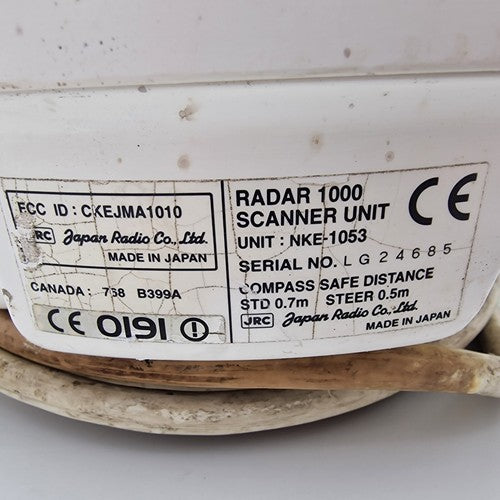 FCC ID : CKEJMA1010
JRC Japan Radio Co., Ltd.
MADE IN JAPAN
CANADA : 768 B399A
CE 0191
RADAR 1000
SCANNER UNIT
CE
UNIT : NKE-1053
SERIAL NO. LG24685
COMPASS SAFE DISTANCE
STD 0.7m STEER 0.5m
JRC Japan Radio Co., Ltd.
MADE IN JAPAN